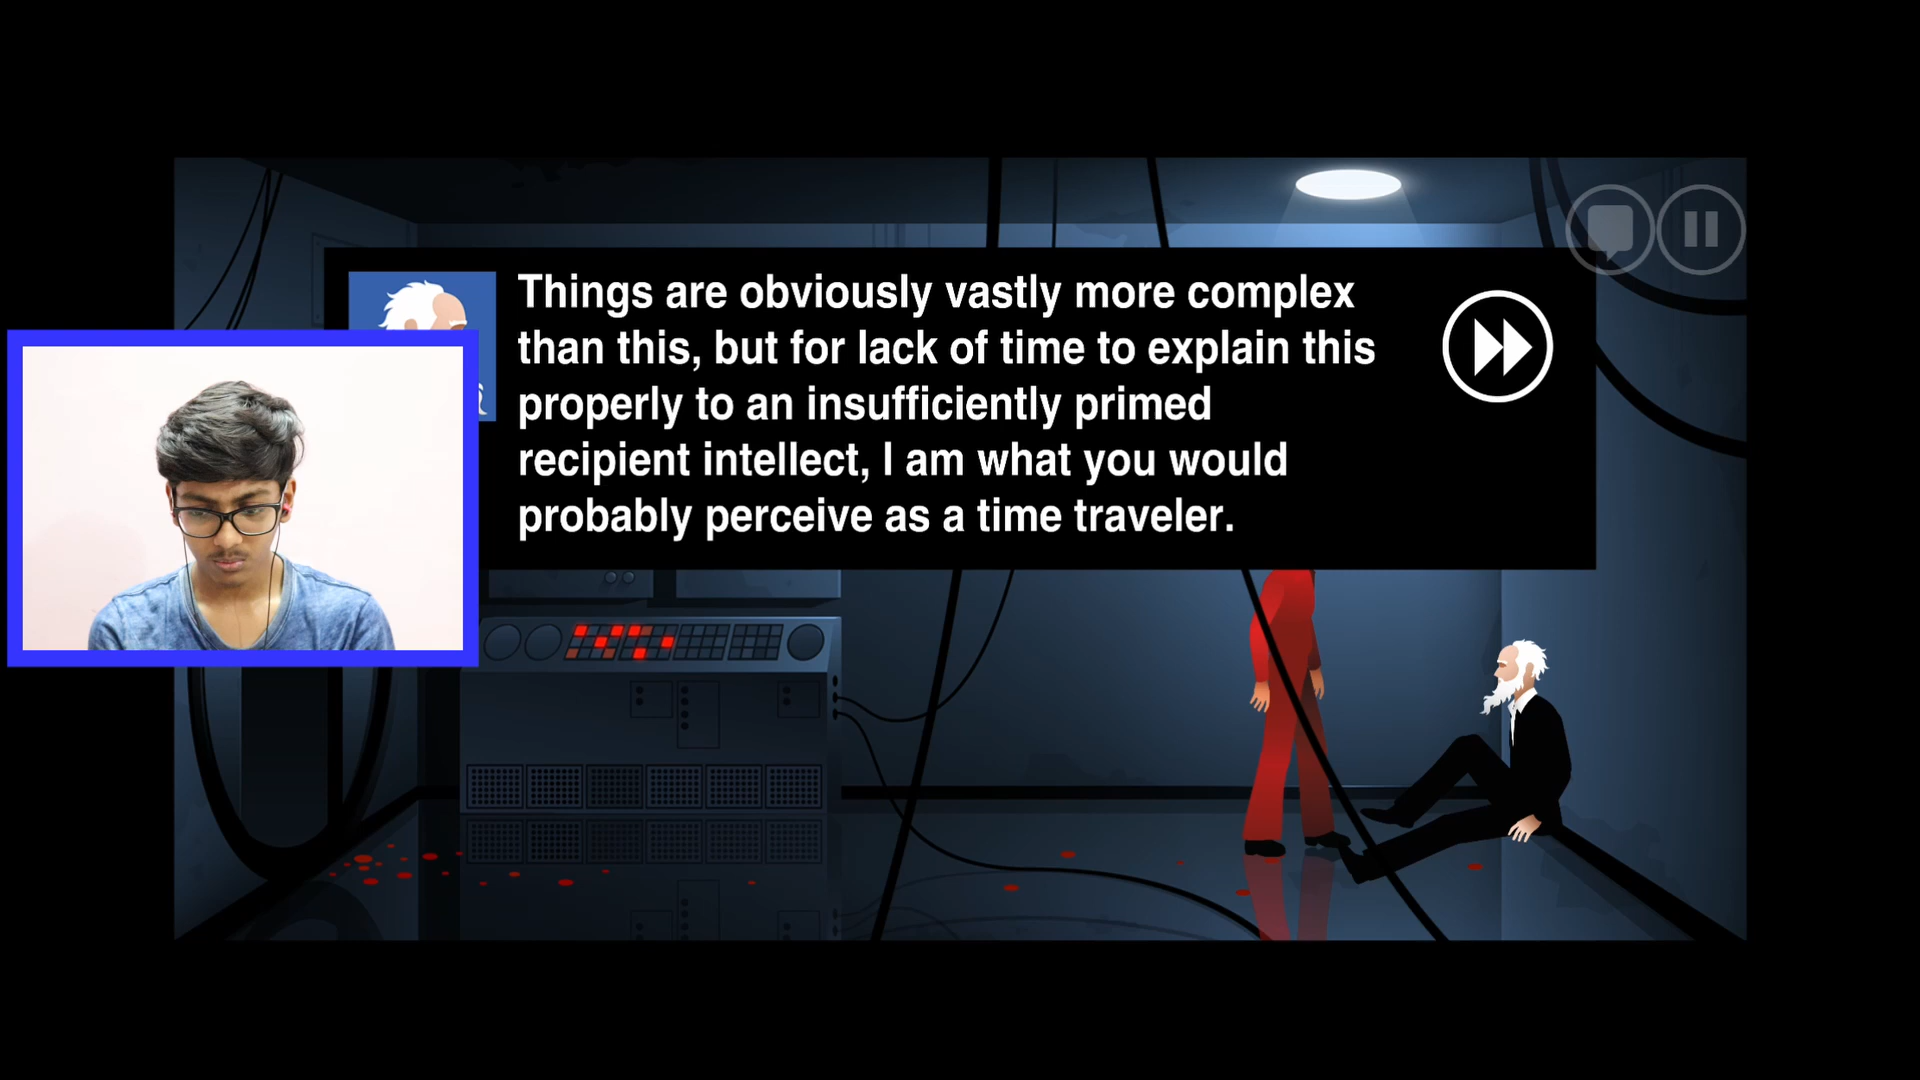 Things are obviously vastly more complex
than this, but for lack of time to explain this
properly to an insufficiently primed
recipient intellect, I am what you would
probably perceive as a time traveler.